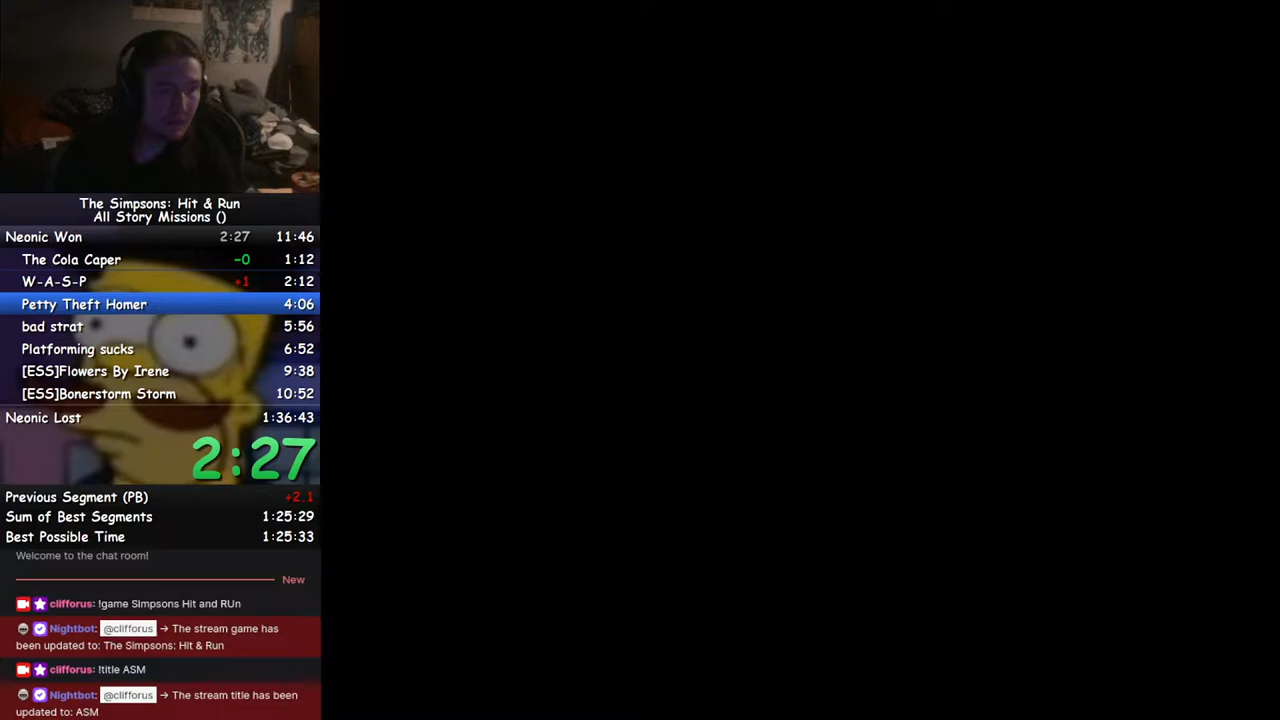 The Simpsons: Hit & Run
All Story Missions ()
Neonic Won 2:27 11:46
The Cola Caper -0 1:12
W-A-S-P +1 2:12
Petty Theft Homer 4:06
bad strat 5:56
Platforming sucks 6:52
[ESS]Flowers By Irene 9:38
[ESS]Bonerstorm Storm 10:52
Neonic Lost 1:36:43
2:27
Previous Segment (PB) +2.1
Sum of Best Segments 1:25:29
Best Possible Time 1:25:33
Welcome to the chat room!
New
clifforus: !game Simpsons Hit and RUn
Nightbot: @clifforus → The stream game has
been updated to: The Simpsons: Hit & Run
clifforus: !title ASM
Nightbot: @clifforus → The stream title has been
updated to: ASM